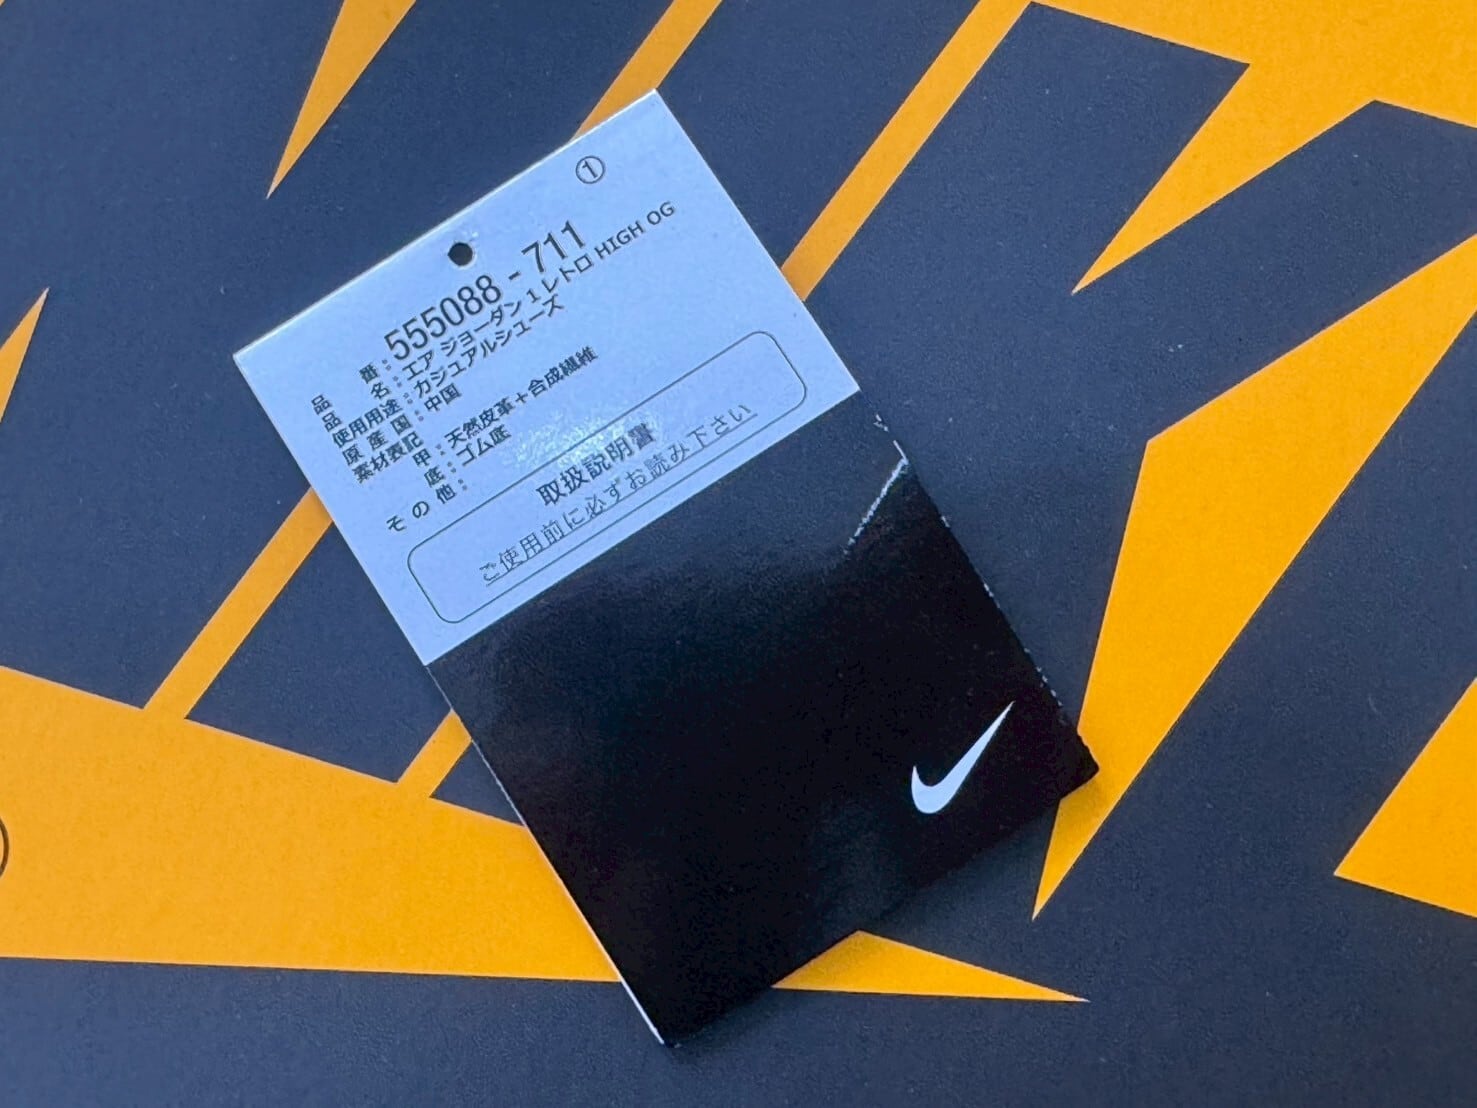 ①
品番：555088 - 711
品名：エア ジョーダン 1 レトロ HIGH OG
使用用途：カジュアルシューズ
原産国：中国
素材表記
甲：天然皮革＋合成繊維
底：ゴム底
その他：
取扱説明書
ご使用前に必ずお読み下さい